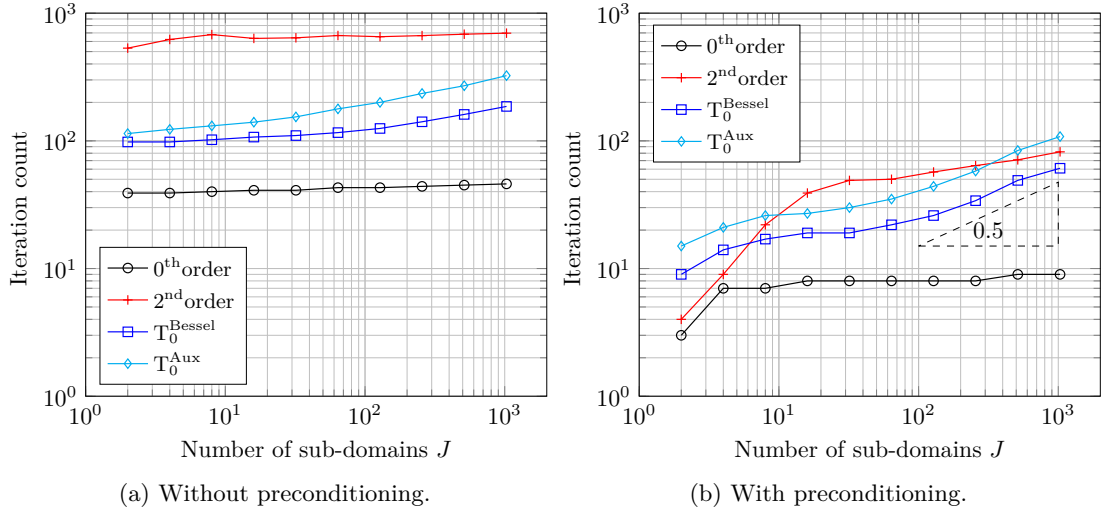 10^0
10^1
10^2
10^3
Iteration count
0^th order
2^nd order
T_0^Bessel
T_0^Aux
10^0
10^1
10^2
10^3
Number of sub-domains J
(a) Without preconditioning.
10^0
10^1
10^2
10^3
Iteration count
0^th order
2^nd order
T_0^Bessel
T_0^Aux
0.5
10^0
10^1
10^2
10^3
Number of sub-domains J
(b) With preconditioning.